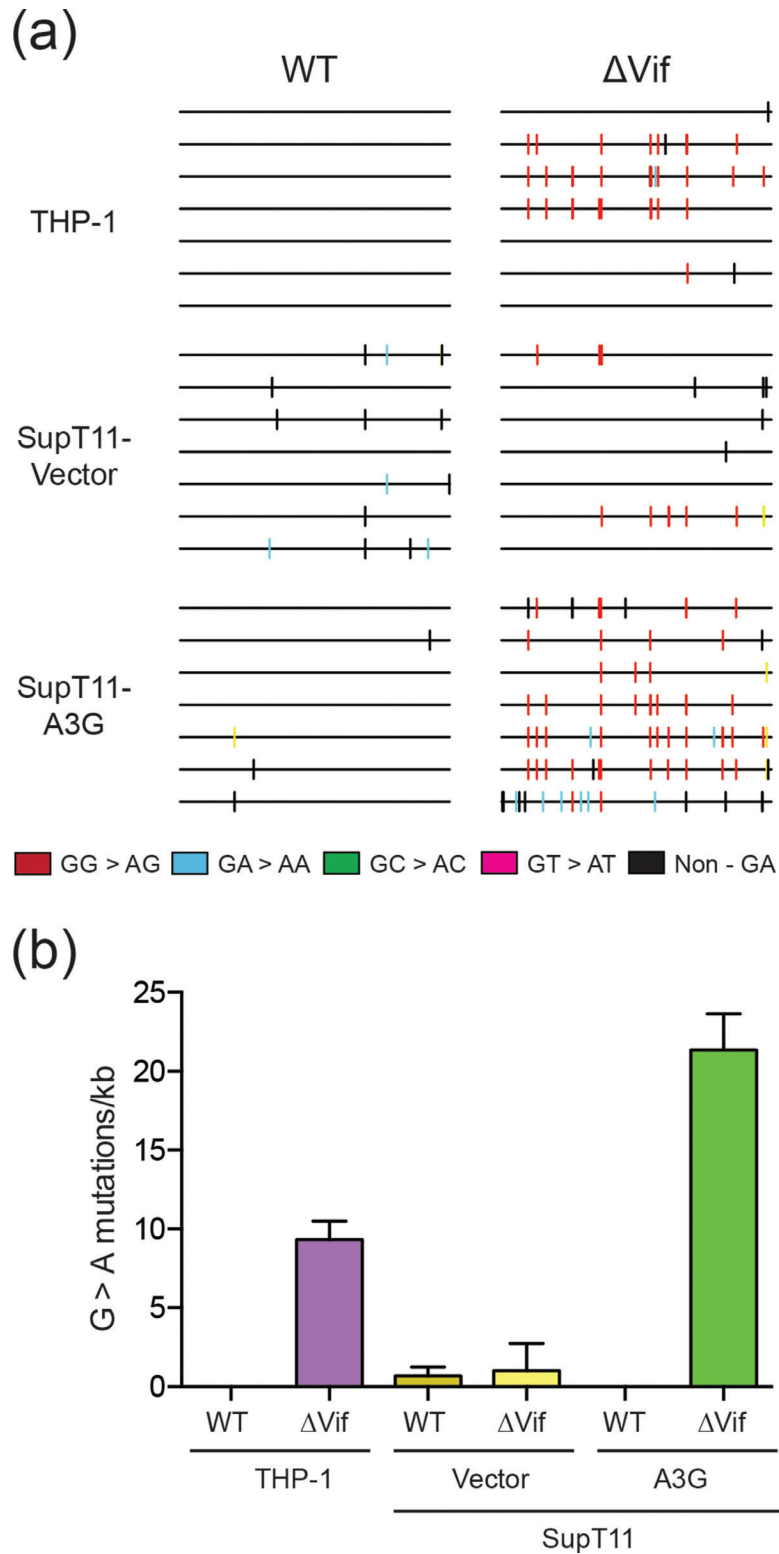 (a)
WT ΔVif
THP-1
SupT11-
Vector
SupT11-
A3G
GG > AG GA > AA GC > AC GT > AT Non - GA
(b)
G > A mutations/kb
25
20
15
10
5
0
WT ΔVif WT ΔVif WT ΔVif
THP-1 Vector A3G
SupT11